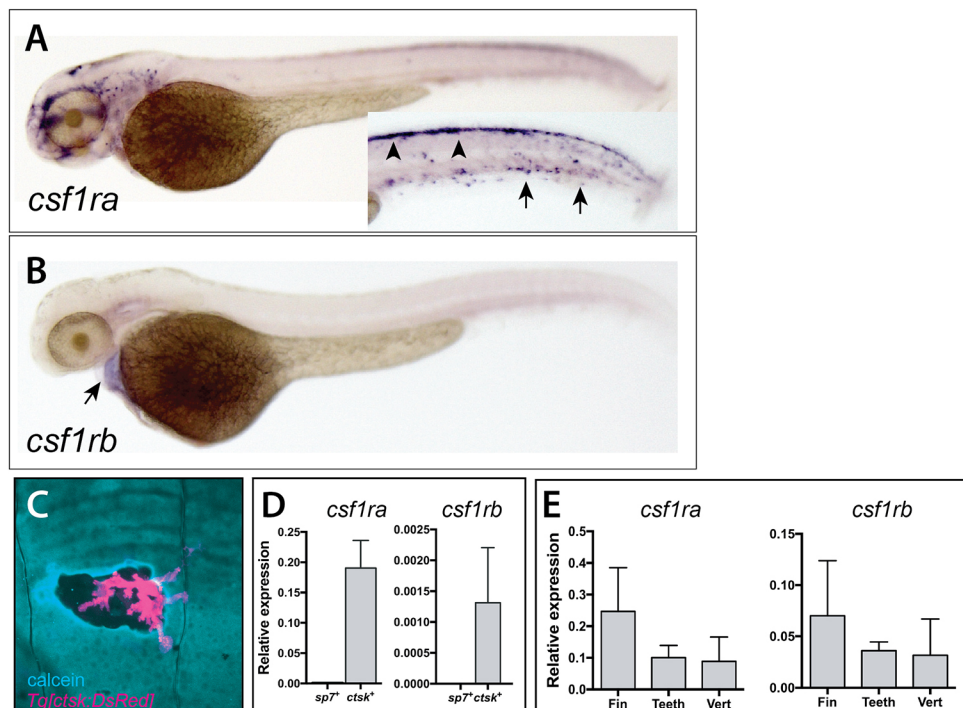 A
csf1ra
B
csf1rb
C
calcein
Tg[ctsk:DsRed]
D
csf1ra
csf1rb
Relative expression
0.25
0.20
0.15
0.10
0.05
0.00
sp7+ ctsk+
0.0025
0.0020
0.0015
0.0010
0.0005
0.0000
sp7+ctsk+
E
csf1ra
csf1rb
Relative expression
0.5
0.4
0.3
0.2
0.1
0.0
Fin Teeth Vert
0.15
0.10
0.05
0.00
Fin Teeth Vert